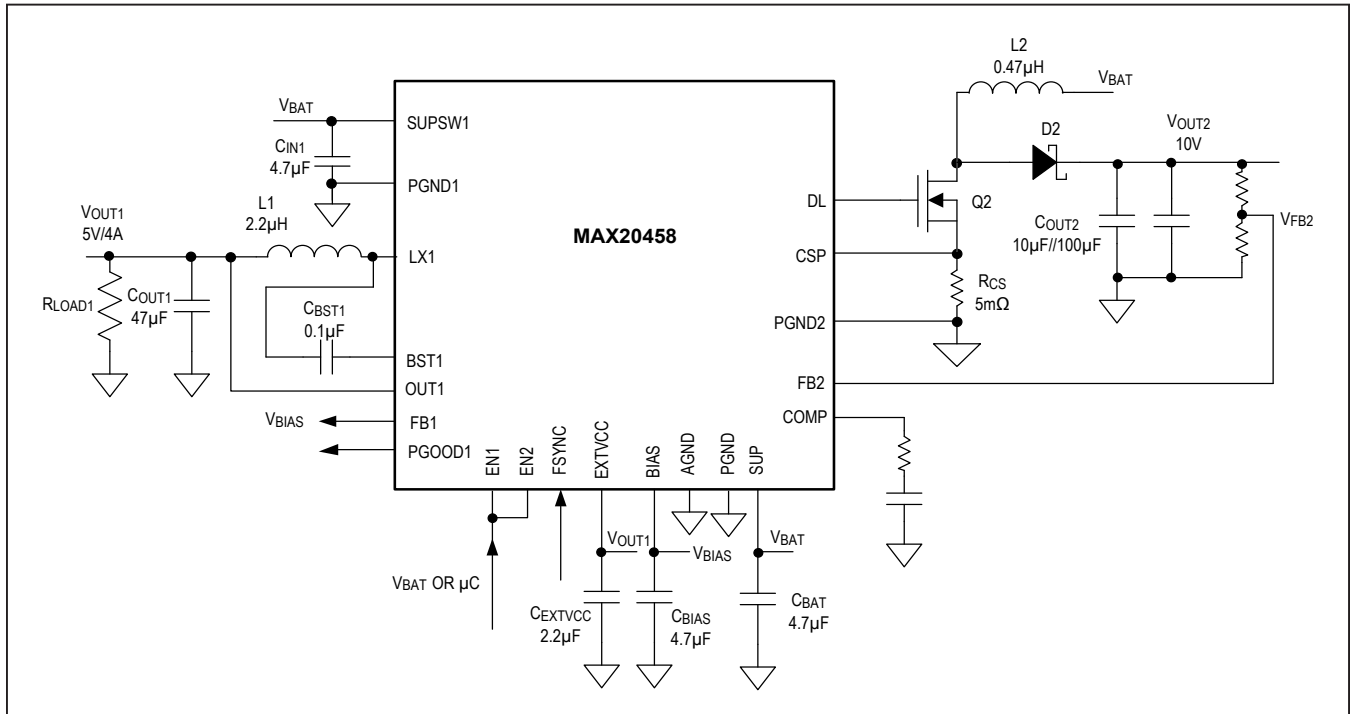 L2
0.47µH
VBAT
VBAT
SUPSW1
CIN1
4.7µF
PGND1
D2
VOUT2
10V
L1
2.2µH
VOUT1
5V/4A
MAX20458
DL
Q2
COUT2
10µF//100µF
VFB2
LX1
CSP
RLOAD1
COUT1
47µF
CBST1
0.1µF
RCS
5mΩ
PGND2
BST1
OUT1
FB2
VBIAS
FB1
COMP
PGOOD1
EN1
EN2
FSYNC
EXTVCC
BIAS
AGND
PGND
SUP
VOUT1
VBIAS
VBAT
VBAT OR µC
CEXTVCC
2.2µF
CBIAS
4.7µF
CBAT
4.7µF